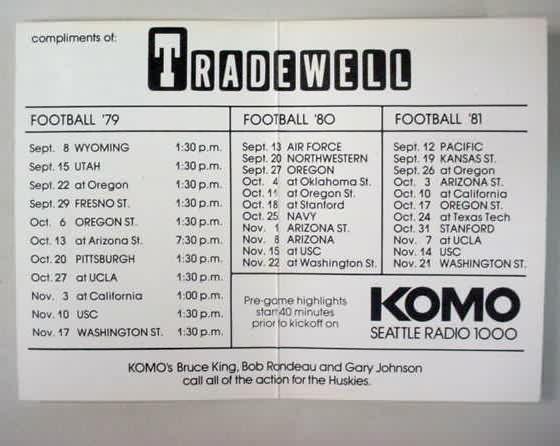 compliments of:
TRADEWELL
FOOTBALL '79
Sept. 8 WYOMING 1:30 p.m.
Sept. 15 UTAH 1:30 p.m.
Sept. 22 at Oregon 1:30 p.m.
Sept. 29 FRESNO ST. 1:30 p.m.
Oct. 6 OREGON ST. 1:30 p.m.
Oct. 13 at Arizona St. 7:30 p.m.
Oct. 20 PITTSBURGH 1:30 p.m.
Oct. 27 at UCLA 1:30 p.m.
Nov. 3 at California 1:00 p.m.
Nov. 10 USC 1:30 p.m.
Nov. 17 WASHINGTON ST. 1:30 p.m.
FOOTBALL '80
Sept. 13 AIR FORCE
Sept. 20 NORTHWESTERN
Sept. 27 OREGON
Oct. 4 at Oklahoma St.
Oct. 11 at Oregon St.
Oct. 18 at Stanford
Oct. 25 NAVY
Nov. 1 ARIZONA ST.
Nov. 8 ARIZONA
Nov. 15 at USC
Nov. 22 at Washington St.
FOOTBALL '81
Sept. 12 PACIFIC
Sept. 19 KANSAS ST.
Sept. 26 at Oregon
Oct. 3 ARIZONA ST.
Oct. 10 at California
Oct. 17 OREGON ST.
Oct. 24 at Texas Tech
Oct. 31 STANFORD
Nov. 7 at UCLA
Nov. 14 USC
Nov. 21 WASHINGTON ST.
Pre-game highlights
start 40 minutes
prior to kickoff on
KOMO
SEATTLE RADIO 1000
KOMO's Bruce King, Bob Rondeau and Gary Johnson
call all of the action for the Huskies.